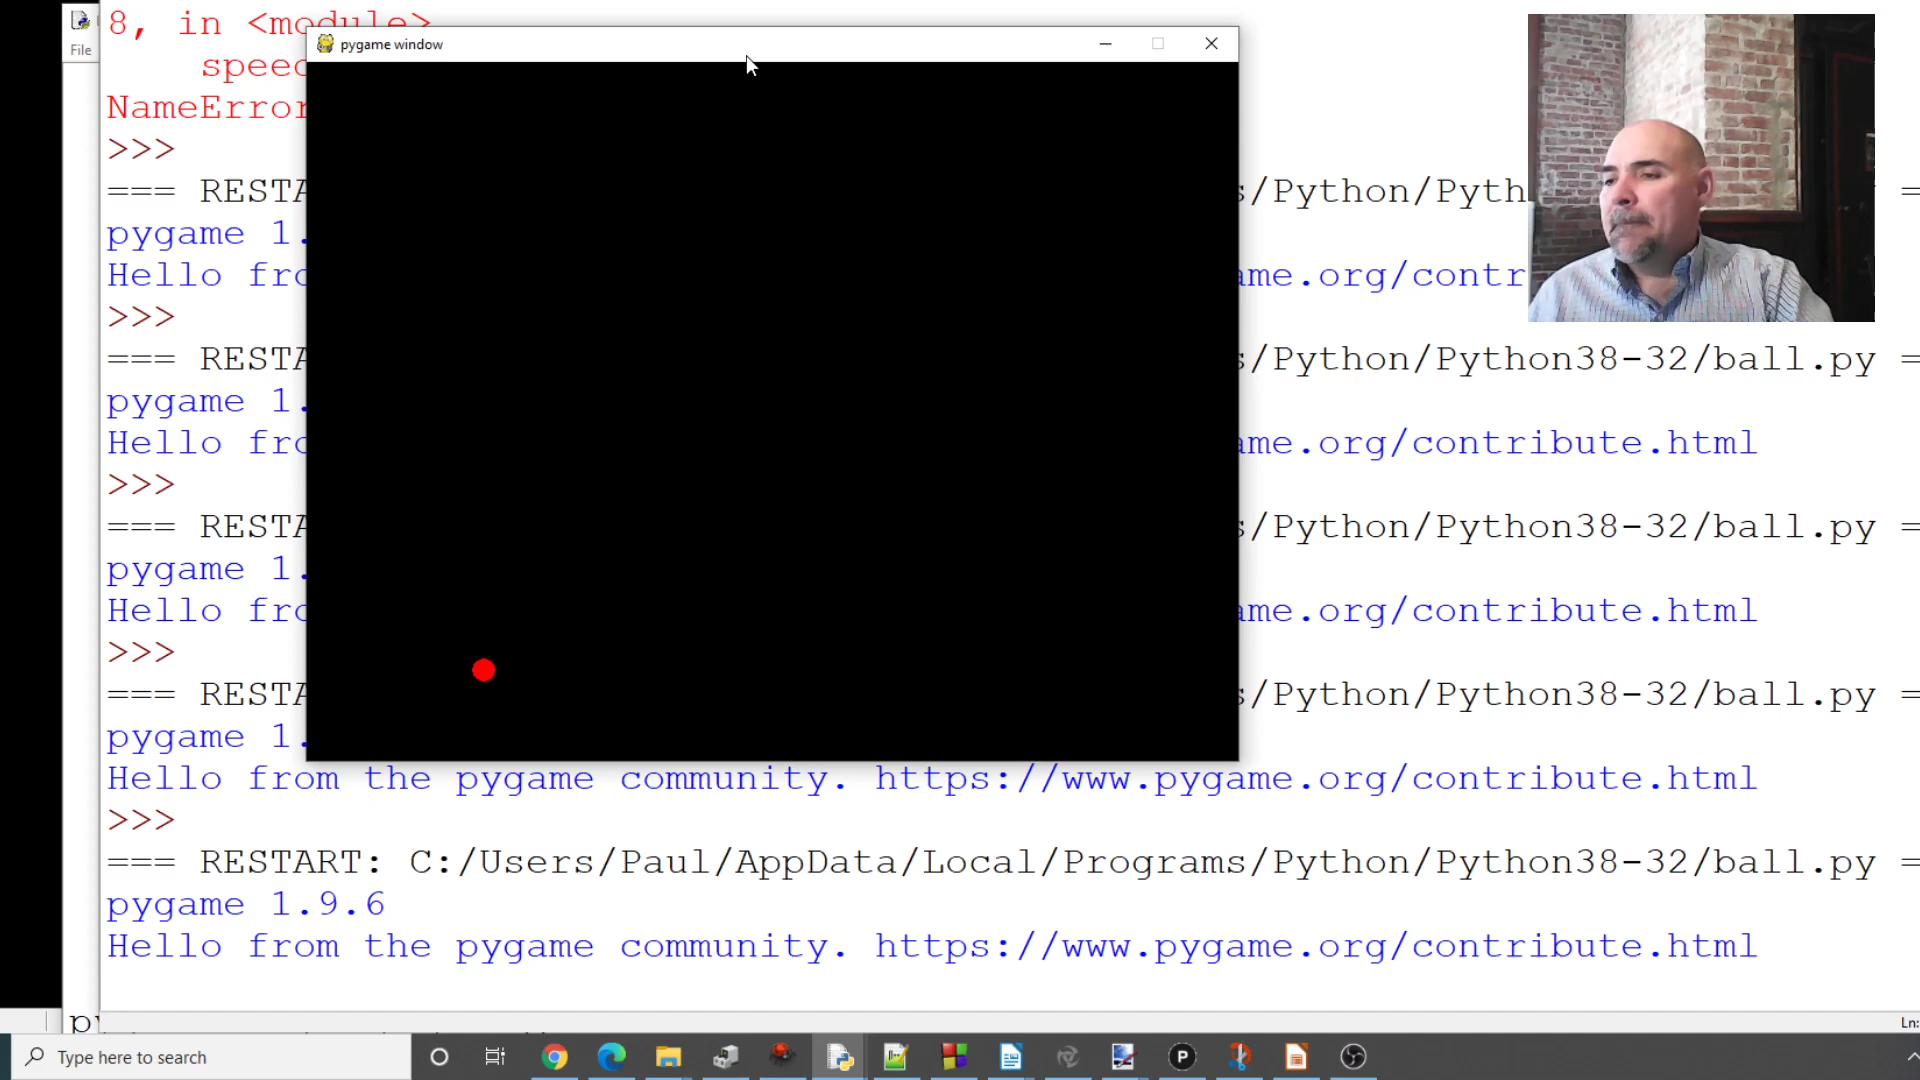 8, in <module>
File
pygame window
speed
NameError
>>>
=== RESTA
s/Python/Pyth
=
pygame 1.
Hello fro
ame.org/contr
>>>
=== RESTA
s/Python/Python38-32/ball.py =
pygame 1.
Hello fro
ame.org/contribute.html
>>>
=== RESTA
s/Python/Python38-32/ball.py =
pygame 1.
Hello fro
ame.org/contribute.html
>>>
=== RESTA
s/Python/Python38-32/ball.py =
pygame 1.
Hello from the pygame community. https://www.pygame.org/contribute.html
>>>
=== RESTART: C:/Users/Paul/AppData/Local/Programs/Python/Python38-32/ball.py =
pygame 1.9.6
Hello from the pygame community. https://www.pygame.org/contribute.html
Ln:
Type here to search
P